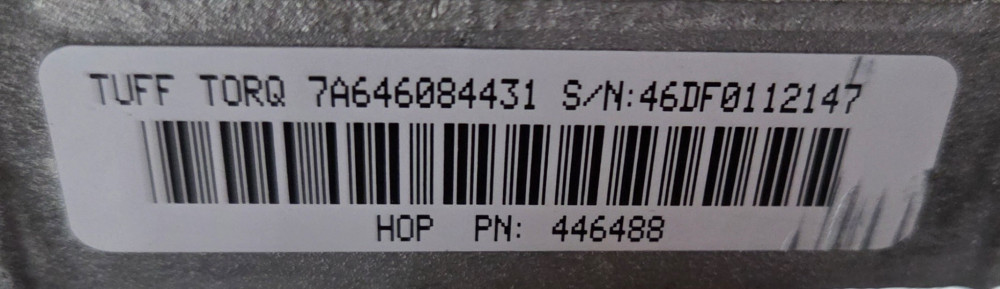 TUFF TORQ 7A646084431 S/N:46DF0112147
HOP PN: 446488